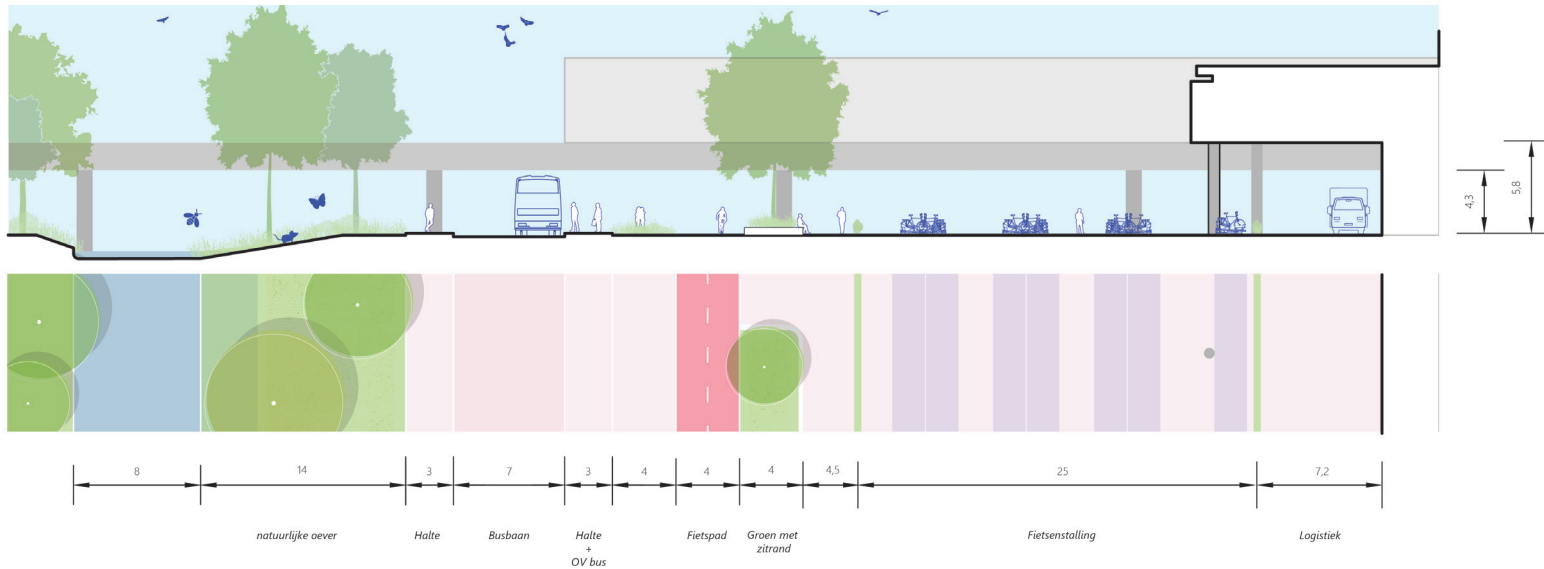 5,8
4,3
8
14
3
7
3
4
4
4
4,5
25
7,2
natuurlijke oever
Halte
Busbaan
Halte
+
OV bus
Fietspad
Groen met
zitrand
Fietsenstalling
Logistiek